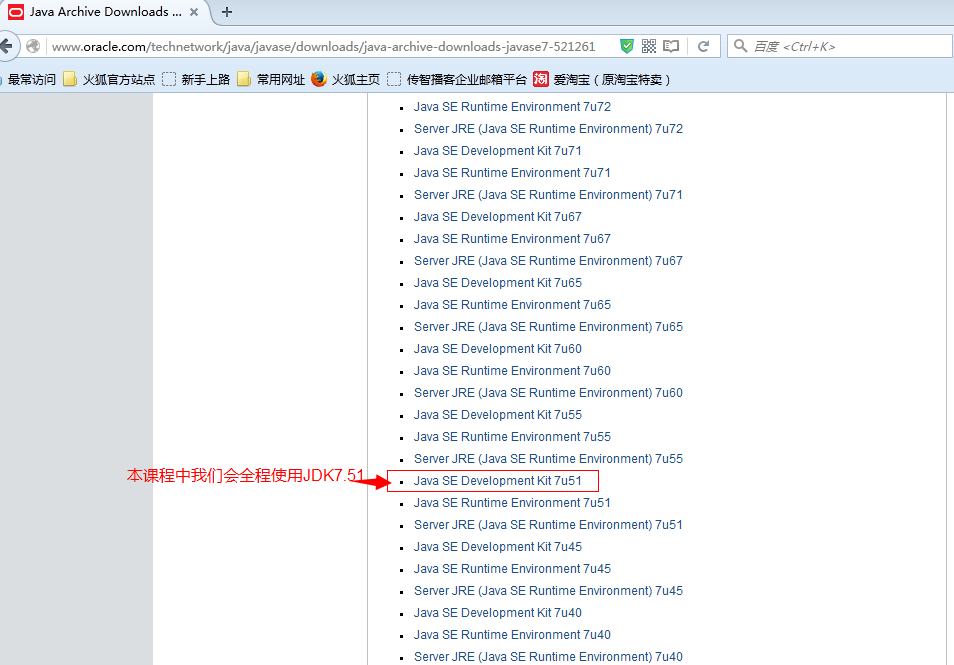 Java Archive Downloads ...
www.oracle.com/technetwork/java/javase/downloads/java-archive-downloads-javase7-521261
百度 <Ctrl+K>
最常访问 火狐官方站点 新手上路 常用网址 火狐主页 传智播客企业邮箱平台 淘 爱淘宝（原淘宝特卖）
Java SE Runtime Environment 7u72
Server JRE (Java SE Runtime Environment) 7u72
Java SE Development Kit 7u71
Java SE Runtime Environment 7u71
Server JRE (Java SE Runtime Environment) 7u71
Java SE Development Kit 7u67
Java SE Runtime Environment 7u67
Server JRE (Java SE Runtime Environment) 7u67
Java SE Development Kit 7u65
Java SE Runtime Environment 7u65
Server JRE (Java SE Runtime Environment) 7u65
Java SE Development Kit 7u60
Java SE Runtime Environment 7u60
Server JRE (Java SE Runtime Environment) 7u60
Java SE Development Kit 7u55
Java SE Runtime Environment 7u55
Server JRE (Java SE Runtime Environment) 7u55
本课程中我们会全程使用JDK7.51
Java SE Development Kit 7u51
Java SE Runtime Environment 7u51
Server JRE (Java SE Runtime Environment) 7u51
Java SE Development Kit 7u45
Java SE Runtime Environment 7u45
Server JRE (Java SE Runtime Environment) 7u45
Java SE Development Kit 7u40
Java SE Runtime Environment 7u40
Server JRE (Java SE Runtime Environment) 7u40